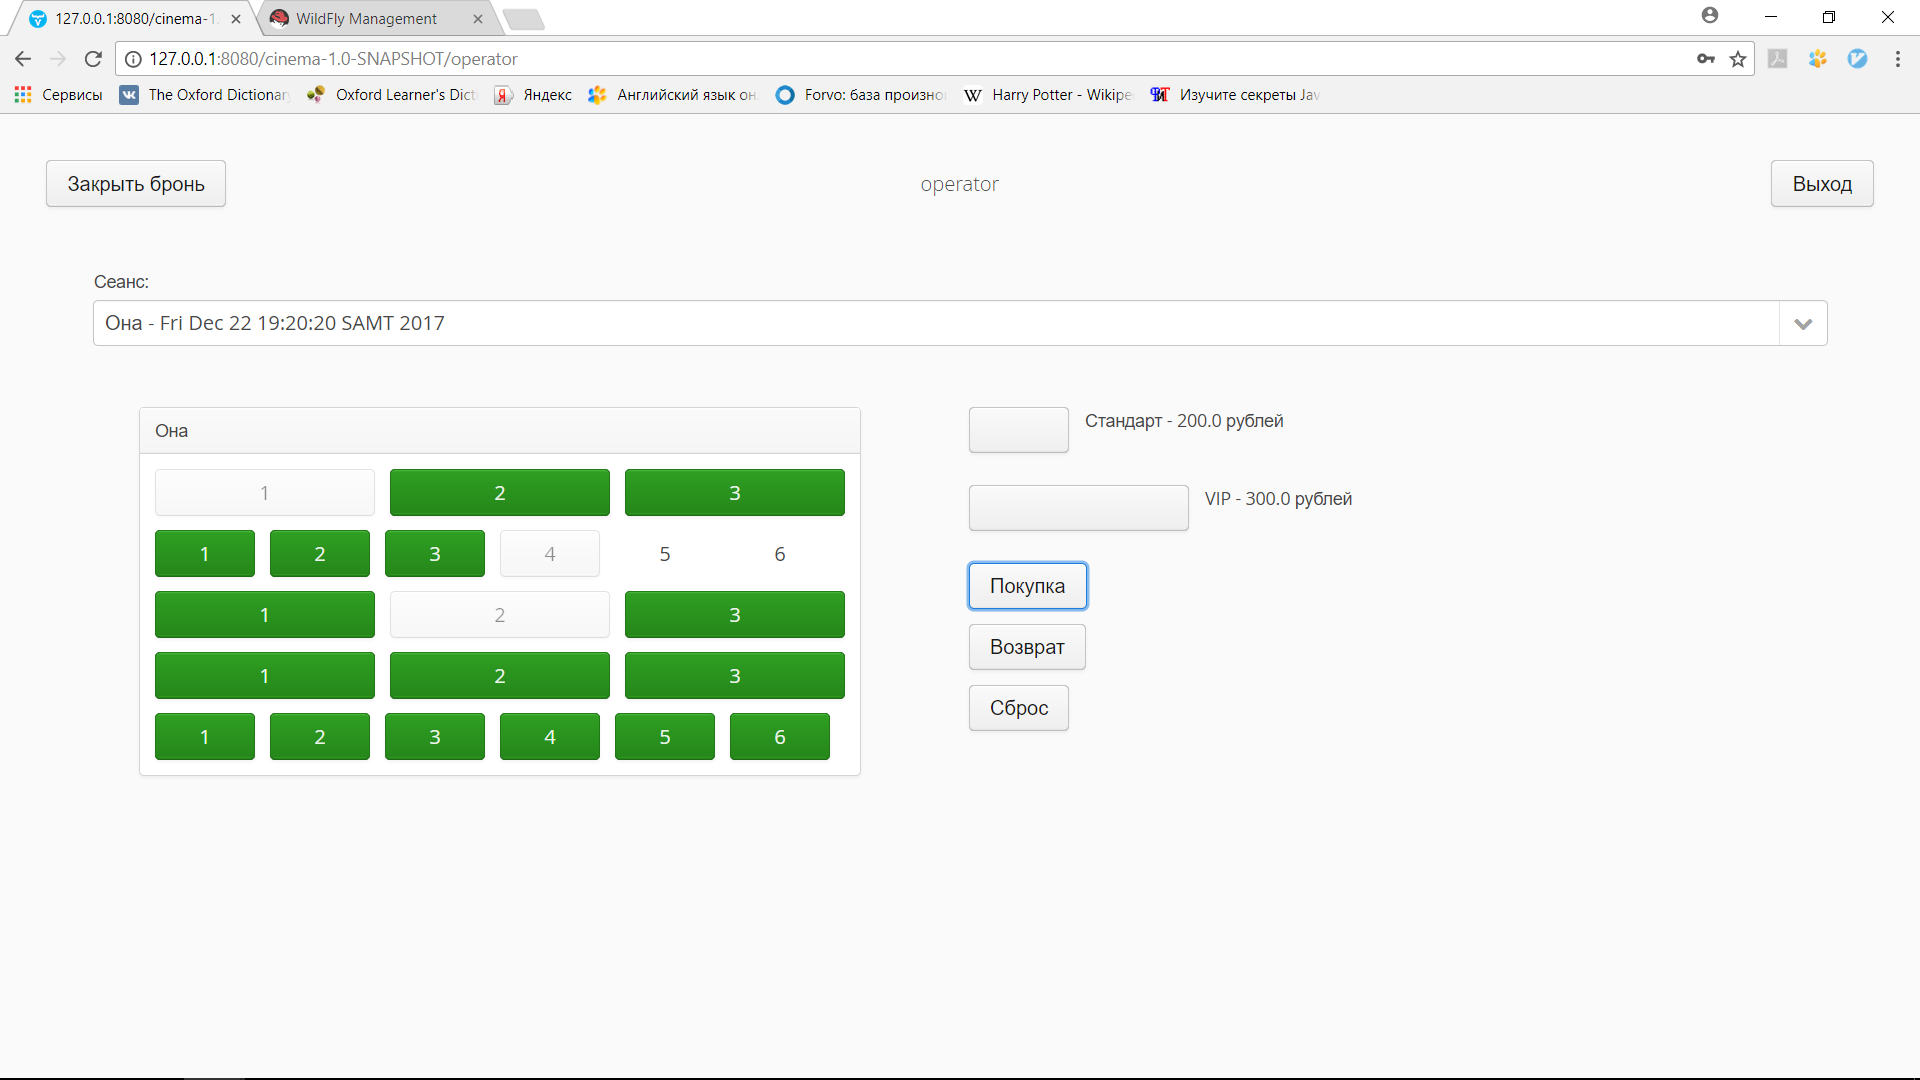 127.0.0.1:8080/cinema-1. WildFly Management
127.0.0.1:8080/cinema-1.0-SNAPSHOT/operator
Сервисы The Oxford Dictionar Oxford Learner's Dict Яндекс Английский язык он Forvo: база произно Harry Potter - Wikipe Изучите секреты Jav
Закрыть бронь operator Выход
Сеанс:
Она - Fri Dec 22 19:20:20 SAMT 2017
Она
1 2 3
1 2 3 4 5 6
1 2 3
1 2 3
1 2 3 4 5 6
Стандарт - 200.0 рублей
VIP - 300.0 рублей
Покупка
Возврат
Сброс